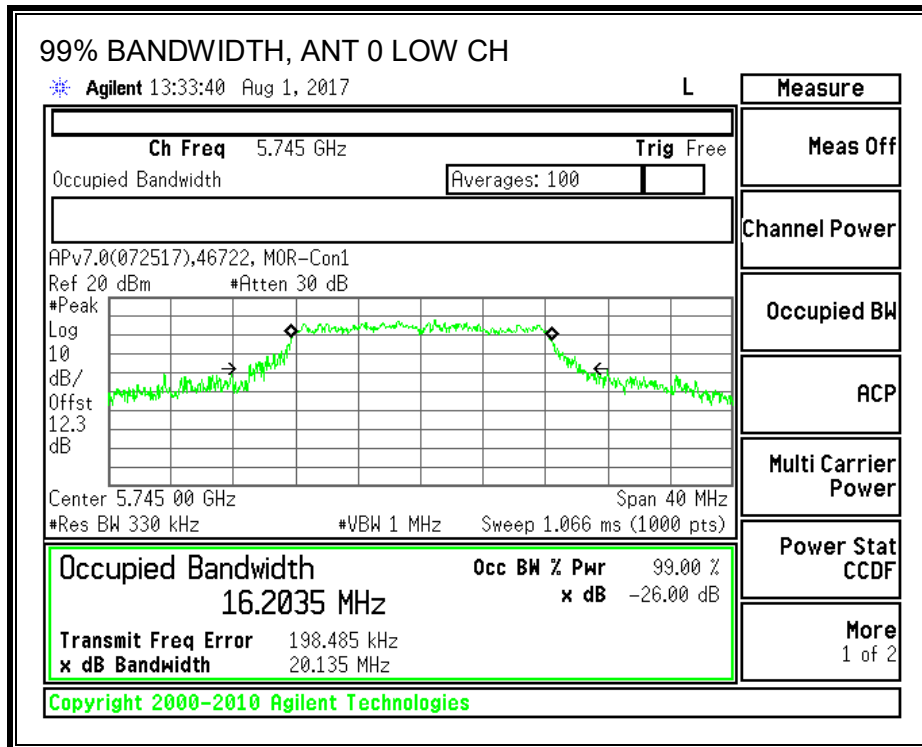 99% BANDWIDTH, ANT 0 LOW CH
Agilent 13:33:40 Aug 1, 2017 L
Measure
Ch Freq 5.745 GHz Trig Free
Meas Off
Occupied Bandwidth Averages: 100
Channel Power
APv7.0(072517),46722, MOR-Con1
Ref 20 dBm #Atten 30 dB
#Peak
Log
10
dB/
Offst
12.3
dB
Occupied BW
ACP
Multi Carrier
Power
Center 5.745 00 GHz Span 40 MHz
#Res BW 330 kHz #VBW 1 MHz Sweep 1.066 ms (1000 pts)
Power Stat
CCDF
Occupied Bandwidth Occ BW % Pwr 99.00 %
16.2035 MHz x dB -26.00 dB
Transmit Freq Error 198.485 kHz
x dB Bandwidth 20.135 MHz
More
1 of 2
Copyright 2000-2010 Agilent Technologies